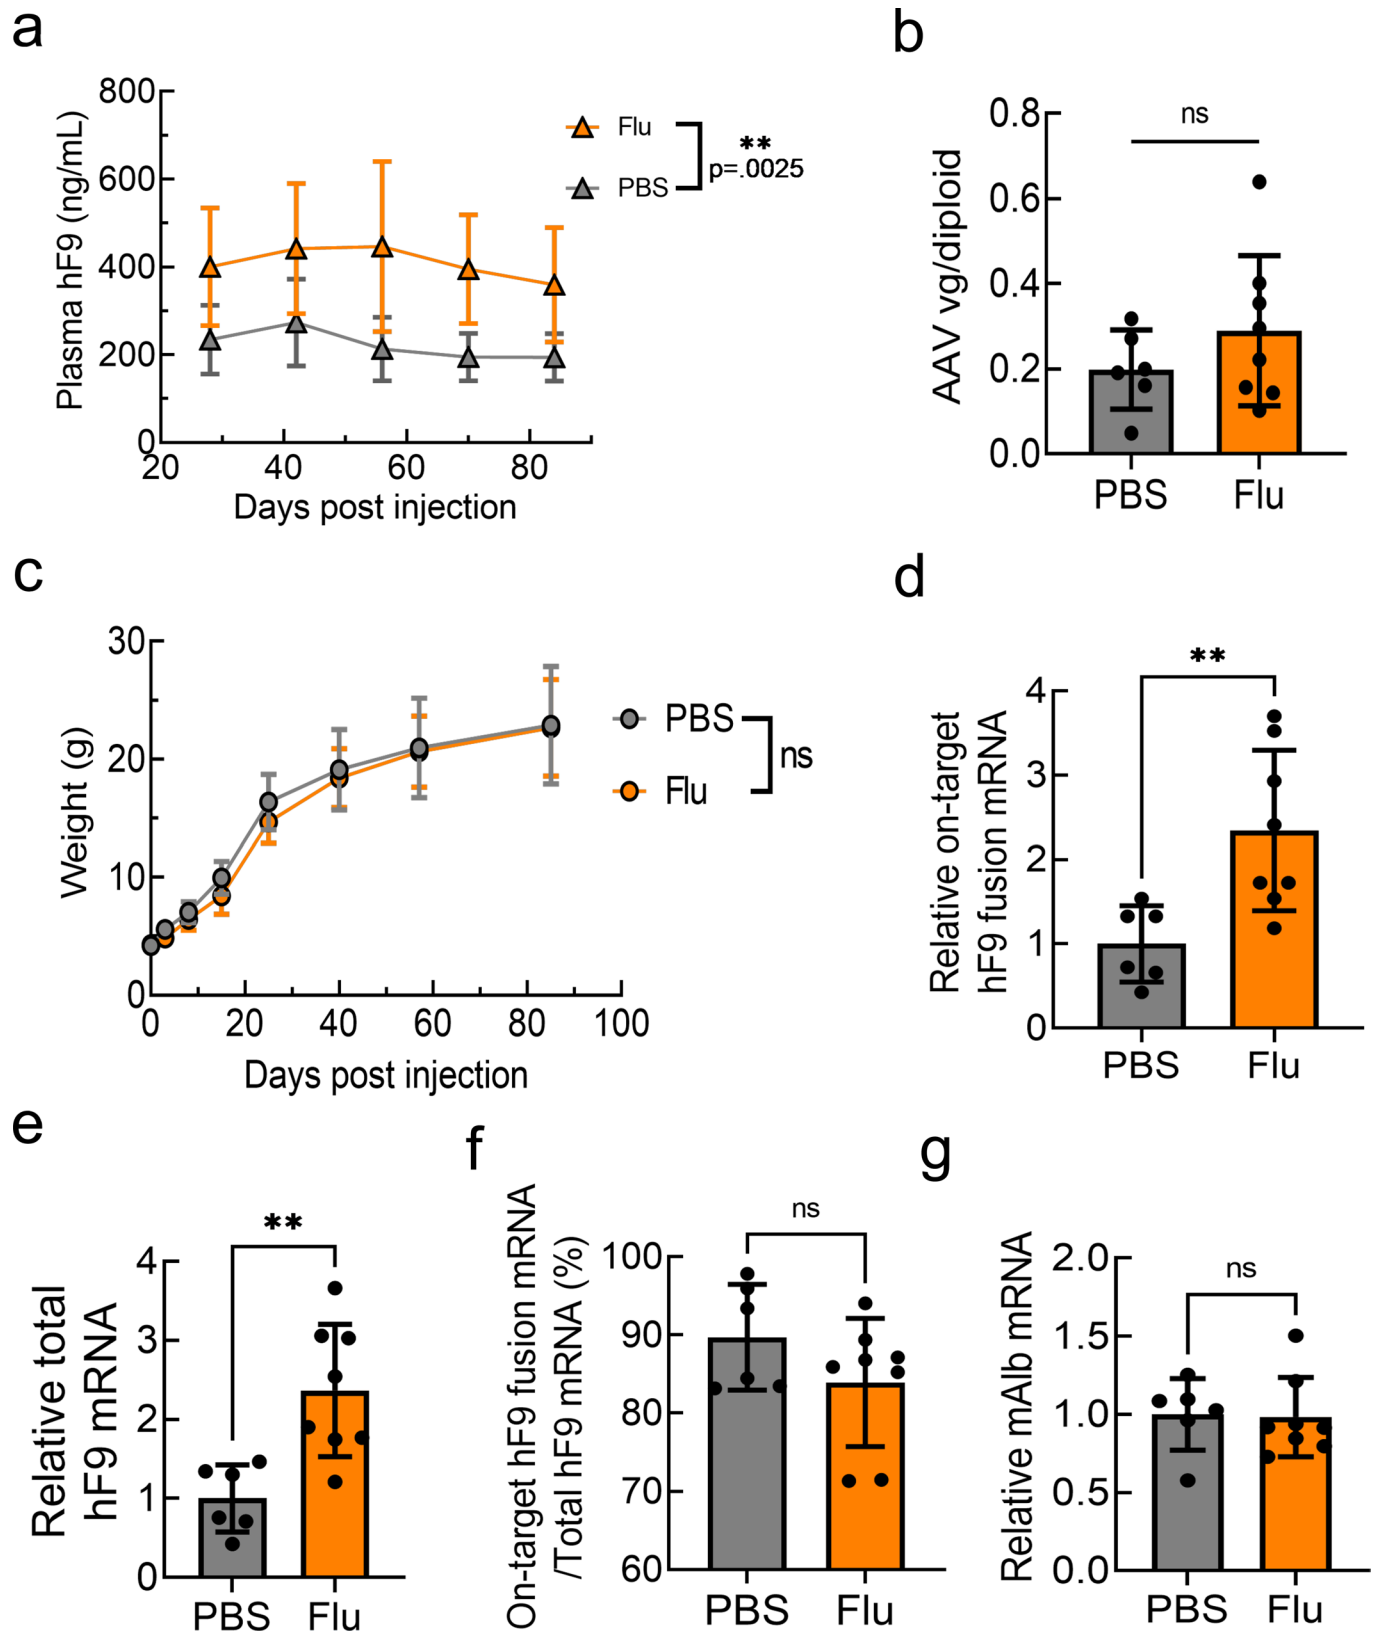 a
Plasma hF9 (ng/mL)
800
600
400
200
0
20
40
60
80
Days post injection
Flu
PBS
**
p=.0025
b
AAV vg/diploid
0.8
0.6
0.4
0.2
0.0
ns
PBS
Flu
c
Weight (g)
30
20
10
0
0
20
40
60
80
100
Days post injection
PBS
Flu
ns
d
Relative on-target
hF9 fusion mRNA
4
3
2
1
0
**
PBS
Flu
e
Relative total
hF9 mRNA
4
3
2
1
0
**
PBS
Flu
f
On-target hF9 fusion mRNA
/Total hF9 mRNA (%)
100
90
80
70
60
ns
PBS
Flu
g
Relative mAlb mRNA
2.0
1.5
1.0
0.5
0.0
ns
PBS
Flu